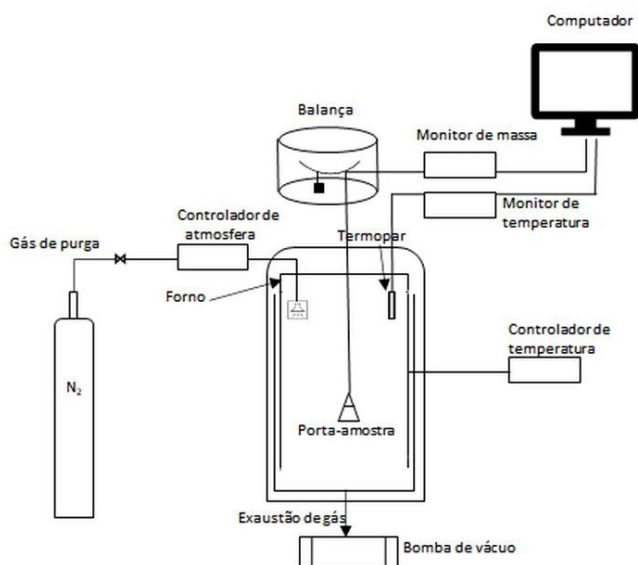 Computador
Balança
Monitor de massa
Monitor de
temperatura
Controlador de
atmosfera
Termopar
Gás de purga
Forno
Controlador de
temperatura
N2
Porta-amostra
Exaustão de gás
Bomba de vácuo